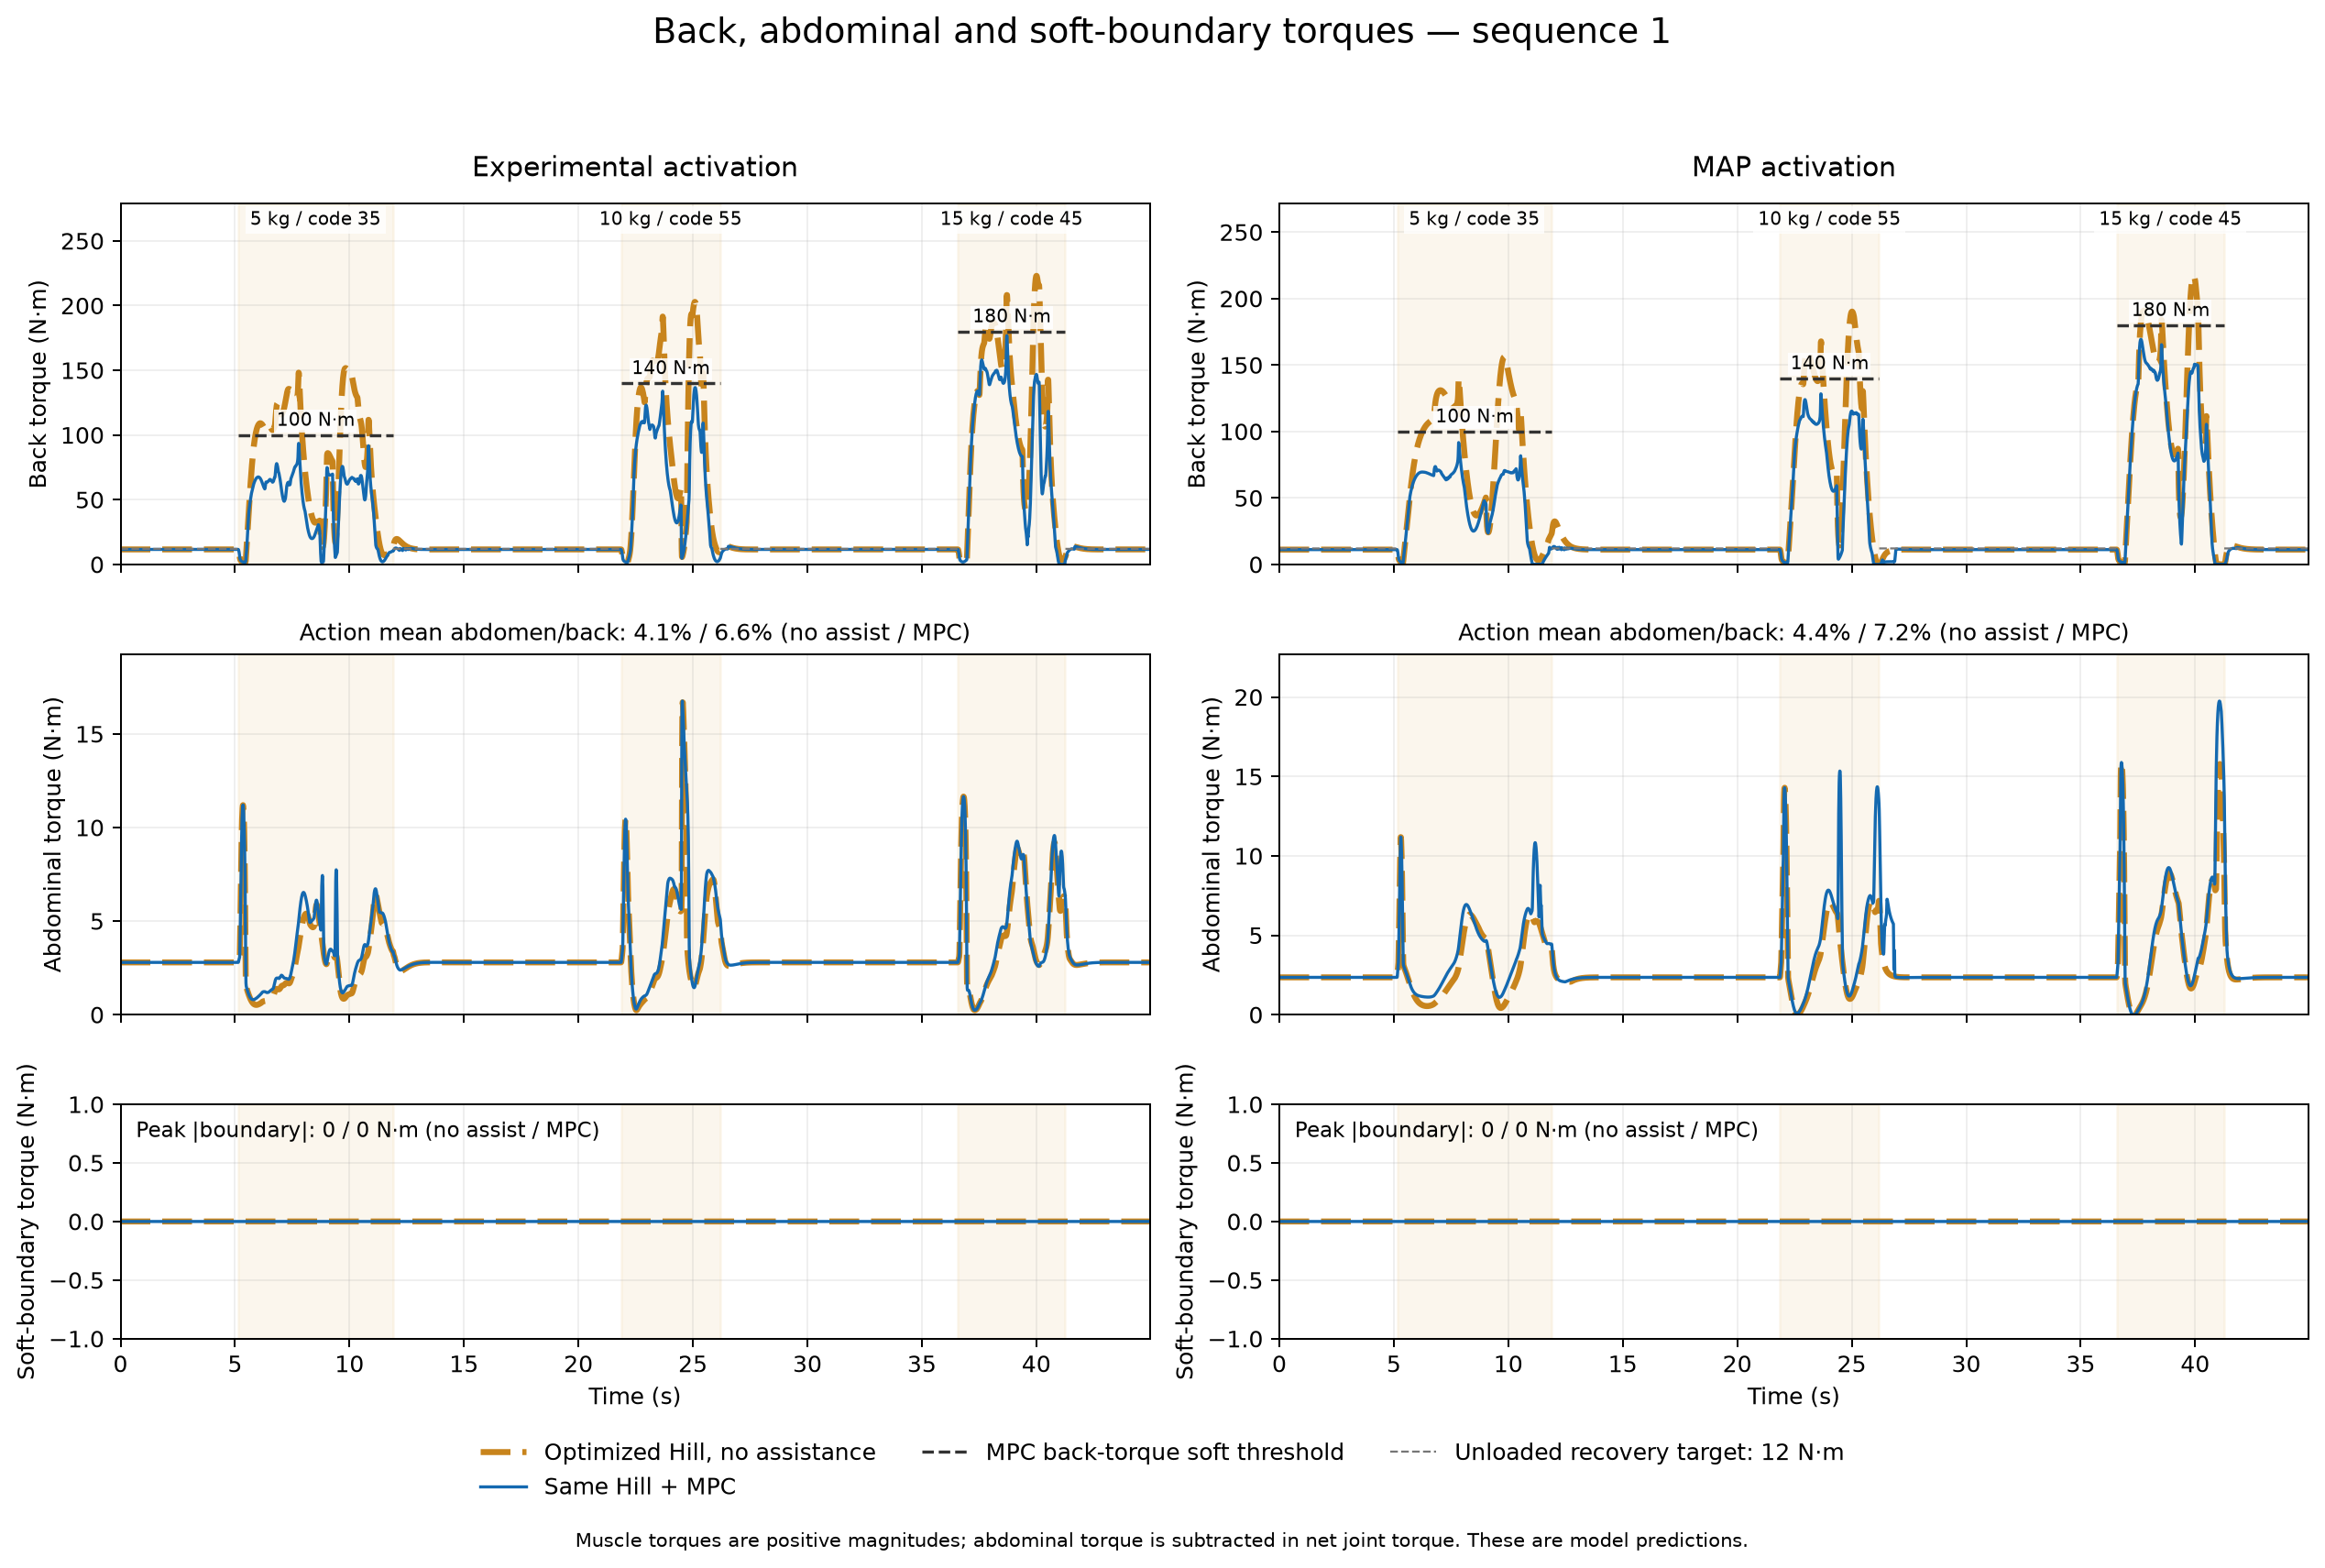 Back, abdominal and soft-boundary torques — sequence 1
Experimental activation
Back torque (N·m)
250
200
150
100
50
0
5 kg / code 35
10 kg / code 55
15 kg / code 45
100 N·m
140 N·m
180 N·m
MAP activation
Back torque (N·m)
250
200
150
100
50
0
5 kg / code 35
10 kg / code 55
15 kg / code 45
100 N·m
140 N·m
180 N·m
Action mean abdomen/back: 4.1% / 6.6% (no assist / MPC)
Abdominal torque (N·m)
15
10
5
0
Action mean abdomen/back: 4.4% / 7.2% (no assist / MPC)
Abdominal torque (N·m)
20
15
10
5
0
Soft-boundary torque (N·m)
1.0
0.5
0.0
−0.5
−1.0
Peak |boundary|: 0 / 0 N·m (no assist / MPC)
0 5 10 15 20 25 30 35 40
Time (s)
Soft-boundary torque (N·m)
1.0
0.5
0.0
−0.5
−1.0
Peak |boundary|: 0 / 0 N·m (no assist / MPC)
0 5 10 15 20 25 30 35 40
Time (s)
Optimized Hill, no assistance
Same Hill + MPC
MPC back-torque soft threshold
Unloaded recovery target: 12 N·m
Muscle torques are positive magnitudes; abdominal torque is subtracted in net joint torque. These are model predictions.